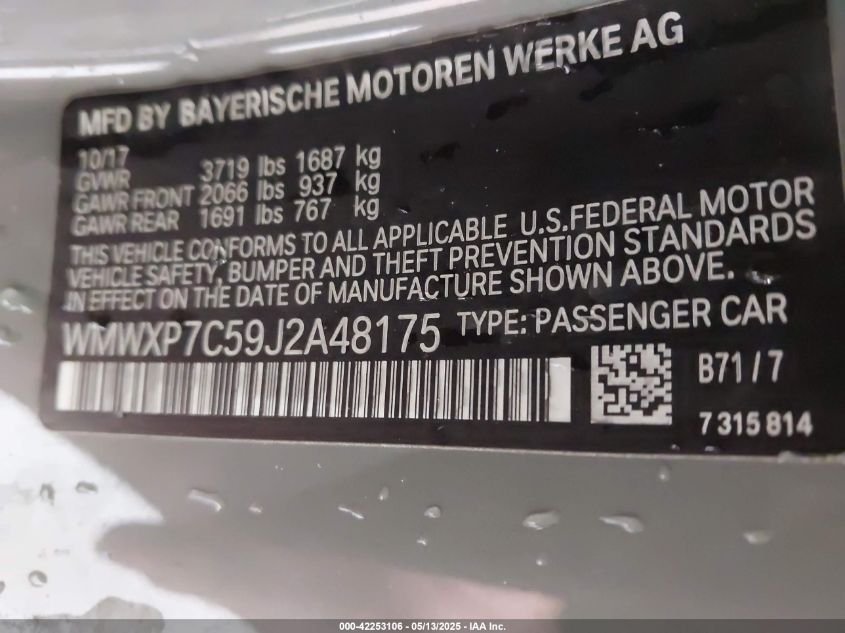 MFD BY BAYERISCHE MOTOREN WERKE AG
10/17
GVWR 3719 lbs 1687 kg
GAWR FRONT 2066 lbs 937 kg
GAWR REAR 1691 lbs 767 kg
THIS VEHICLE CONFORMS TO ALL APPLICABLE U.S.FEDERAL MOTOR
VEHICLE SAFETY, BUMPER AND THEFT PREVENTION STANDARDS
IN EFFECT ON THE DATE OF MANUFACTURE SHOWN ABOVE.
WMWXP7C59J2A48175 TYPE: PASSENGER CAR
B71/7
7315814
000-42253106 - 05/13/2025 - IAA Inc.